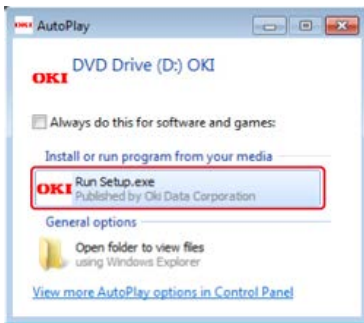 AutoPlay
DVD Drive (D:) OKI
OKI
Always do this for software and games:
Install or run program from your media
OKI Run Setup.exe
Published by Oki Data Corporation
General options
Open folder to view files
using Windows Explorer
View more AutoPlay options in Control Panel